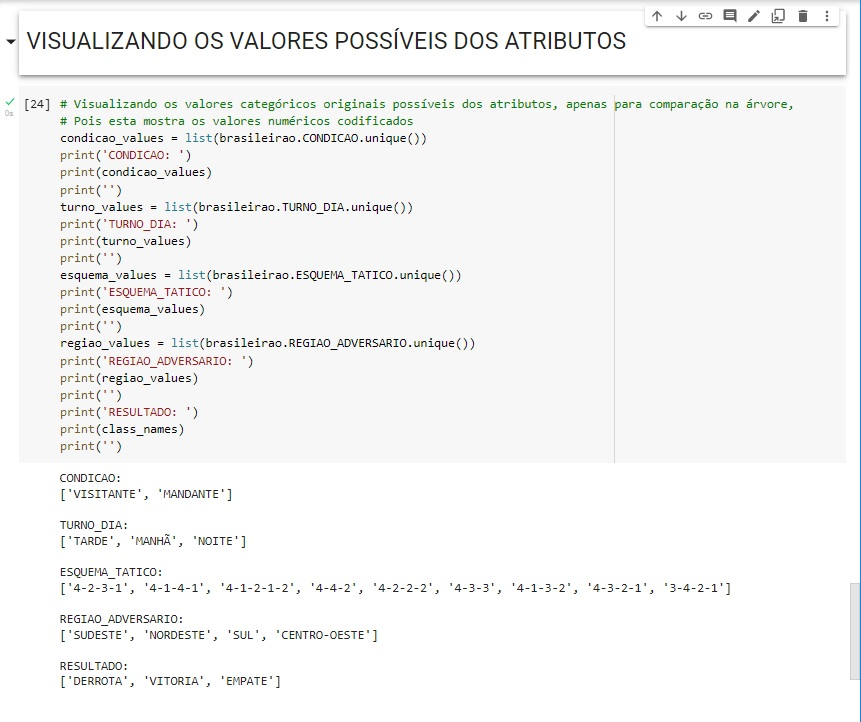 VISUALIZANDO OS VALORES POSSÍVEIS DOS ATRIBUTOS
[24] # Visualizando os valores categóricos originais possíveis dos atributos, apenas para comparação na árvore,
0s
# Pois esta mostra os valores numéricos codificados
condicao_values = list(brasileirao.CONDICAO.unique())
print('CONDICAO: ')
print(condicao_values)
print('')
turno_values = list(brasileirao.TURNO_DIA.unique())
print('TURNO_DIA: ')
print(turno_values)
print('')
esquema_values = list(brasileirao.ESQUEMA_TATICO.unique())
print('ESQUEMA_TATICO: ')
print(esquema_values)
print('')
regiao_values = list(brasileirao.REGIAO_ADVERSARIO.unique())
print('REGIAO_ADVERSARIO: ')
print(regiao_values)
print('')
print('RESULTADO: ')
print(class_names)
print('')
CONDICAO:
['VISITANTE', 'MANDANTE']
TURNO_DIA:
['TARDE', 'MANHÃ', 'NOITE']
ESQUEMA_TATICO:
['4-2-3-1', '4-1-4-1', '4-1-2-1-2', '4-4-2', '4-2-2-2', '4-3-3', '4-1-3-2', '4-3-2-1', '3-4-2-1']
REGIAO_ADVERSARIO:
['SUDESTE', 'NORDESTE', 'SUL', 'CENTRO-OESTE']
RESULTADO:
['DERROTA', 'VITORIA', 'EMPATE']